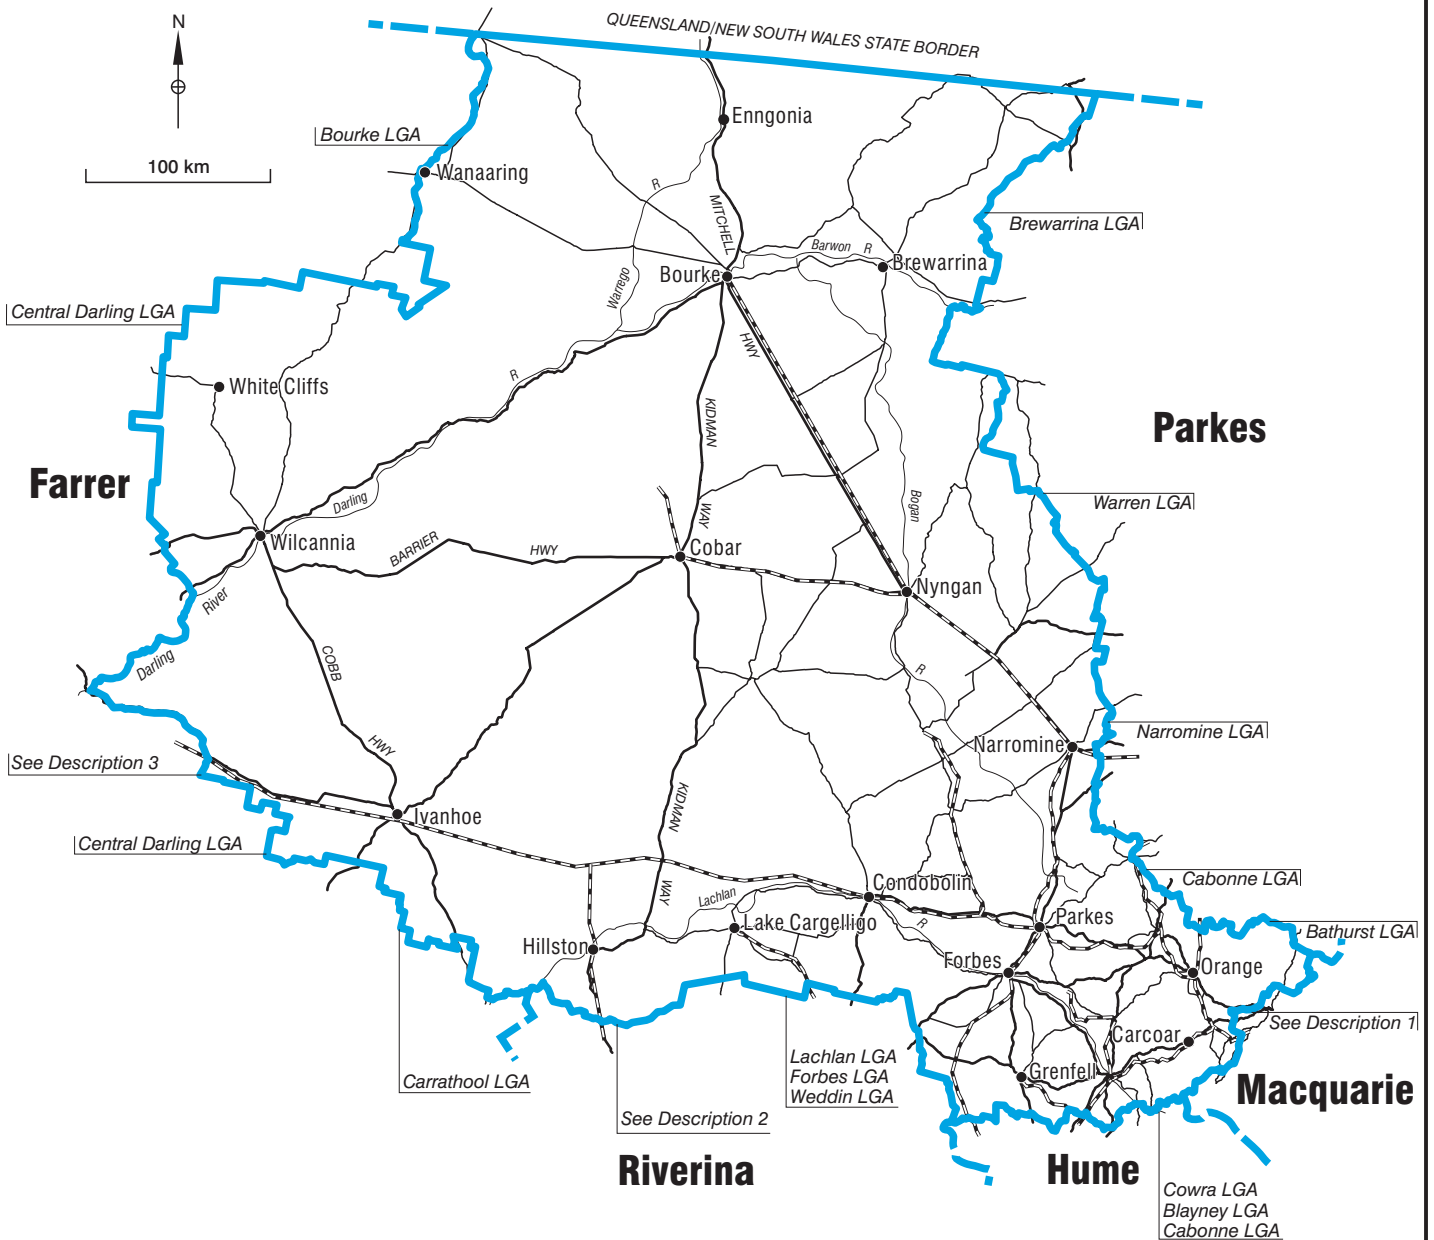 QUEENSLAND/NEW SOUTH WALES STATE BORDER
N
Enngonia
Bourke LGA
100 km
Wanaaring
R
MITCHELL
Brewarrina LGA
Barwon R
Brewarrina
Bourke
Warrego
Central Darling LGA
HWY
R
White Cliffs
KIDMAN
Parkes
Farrer
Darling
Bogan
Warren LGA
WAY
Wilcannia
BARRIER
HWY
Cobar
Nyngan
River
Darling
COBB
R
Narromine LGA
HWY
Narromine
See Description 3
KIDMAN
Ivanhoe
Central Darling LGA
WAY
Lachlan
Condobolin
Cabonne LGA
Lake Cargelligo
R
Parkes
Bathurst LGA
Hillston
Forbes
Orange
See Description 1
Carcoar
Lachlan LGA
Forbes LGA
Weddin LGA
Grenfell
Carrathool LGA
Macquarie
See Description 2
Riverina
Hume
Cowra LGA
Blayney LGA
Cabonne LGA